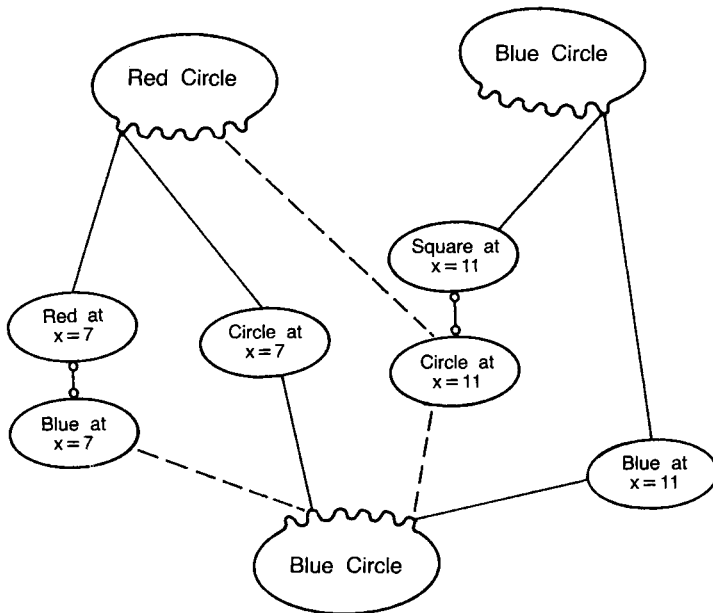 Red Circle
Blue Circle
Square at
x=11
Red at
x=7
Circle at
x=7
Circle at
x=11
Blue at
x=7
Blue at
x=11
Blue Circle